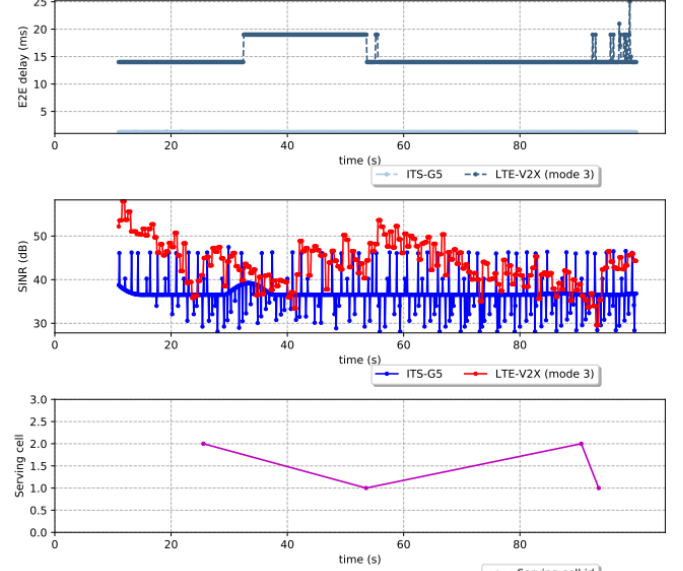 25
20
15
10
5
E2E delay (ms)
0 20 40 60 80
time (s)
ITS-G5 LTE-V2X (mode 3)
50
40
30
SINR (dB)
0 20 40 60 80
time (s)
ITS-G5 LTE-V2X (mode 3)
3.0
2.5
2.0
1.5
1.0
0.5
0.0
Serving cell
0 20 40 60 80
time (s)
Serving cell id